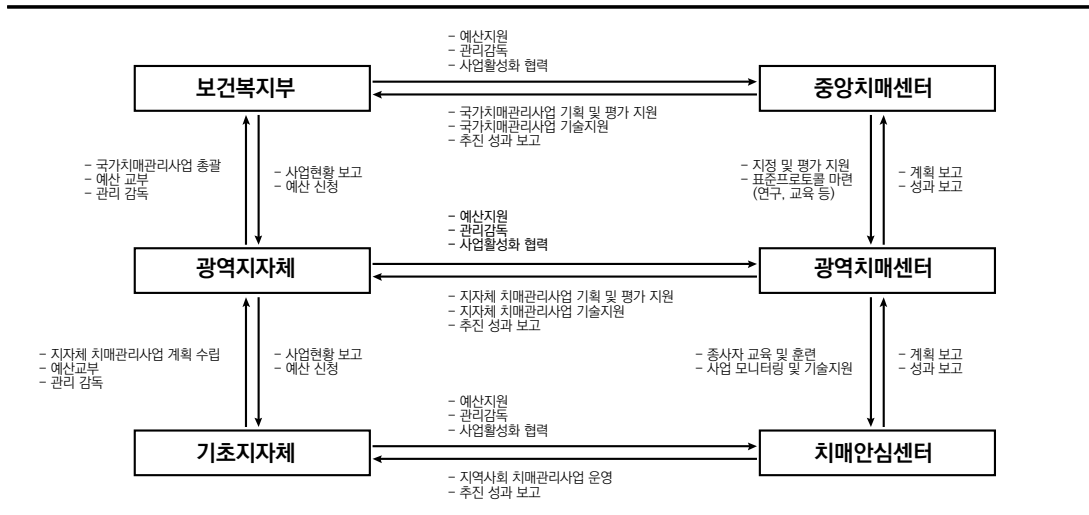 - 예산지원
- 관리감독
- 사업활성화 협력
보건복지부
중앙치매센터
- 국가치매관리사업 기획 및 평가 지원
- 국가치매관리사업 기술지원
- 추진 성과 보고
- 국가치매관리사업 총괄
- 예산 교부
- 관리 감독
- 사업현황 보고
- 예산 신청
- 지정 및 평가 지원
- 표준프로토콜 마련
(연구, 교육 등)
- 계획 보고
- 성과 보고
- 예산지원
- 관리감독
- 사업활성화 협력
광역지자체
광역치매센터
- 지자체 치매관리사업 기획 및 평가 지원
- 지자체 치매관리사업 기술지원
- 추진 성과 보고
- 지자체 치매관리사업 계획 수립
- 예산교부
- 관리 감독
- 사업현황 보고
- 예산 신청
- 종사자 교육 및 훈련
- 사업 모니터링 및 기술지원
- 계획 보고
- 성과 보고
- 예산지원
- 관리감독
- 사업활성화 협력
기초지자체
치매안심센터
- 지역사회 치매관리사업 운영
- 추진 성과 보고